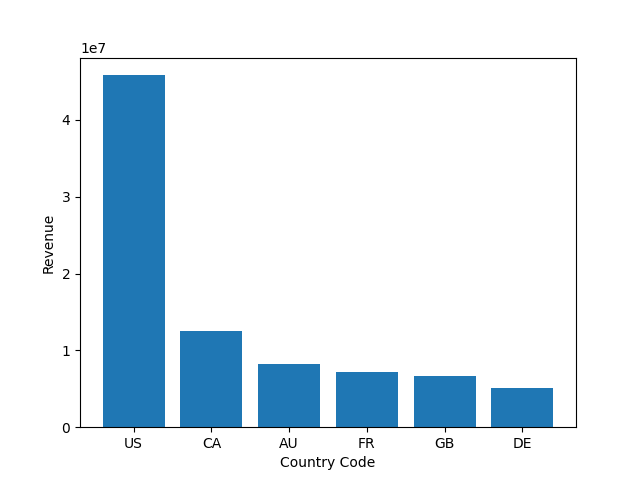 1e7
4
3
2
1
0
Revenue
US CA AU FR GB DE
Country Code